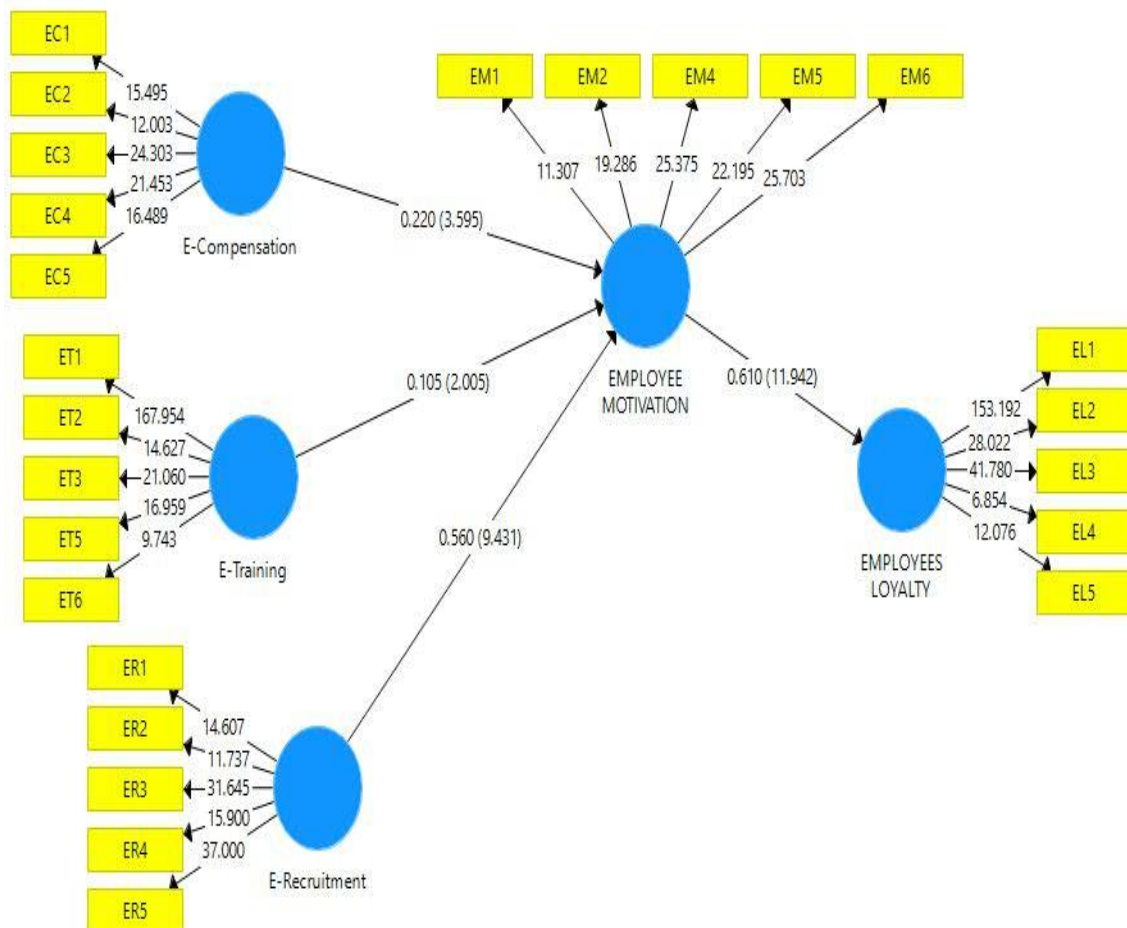 EC1
EC2
EC3
EC4
EC5
15.495
12.003
24.303
21.453
16.489
E-Compensation
EM1
EM2
EM4
EM5
EM6
11.307
19.286
25.375
22.195
25.703
0.220 (3.595)
EMPLOYEE
MOTIVATION
ET1
ET2
ET3
ET5
ET6
167.954
14.627
21.060
16.959
9.743
E-Training
0.105 (2.005)
0.610 (11.942)
EL1
EL2
EL3
EL4
EL5
153.192
28.022
41.780
6.854
12.076
EMPLOYEES
LOYALTY
0.560 (9.431)
ER1
ER2
ER3
ER4
ER5
14.607
11.737
31.645
15.900
37.000
E-Recruitment